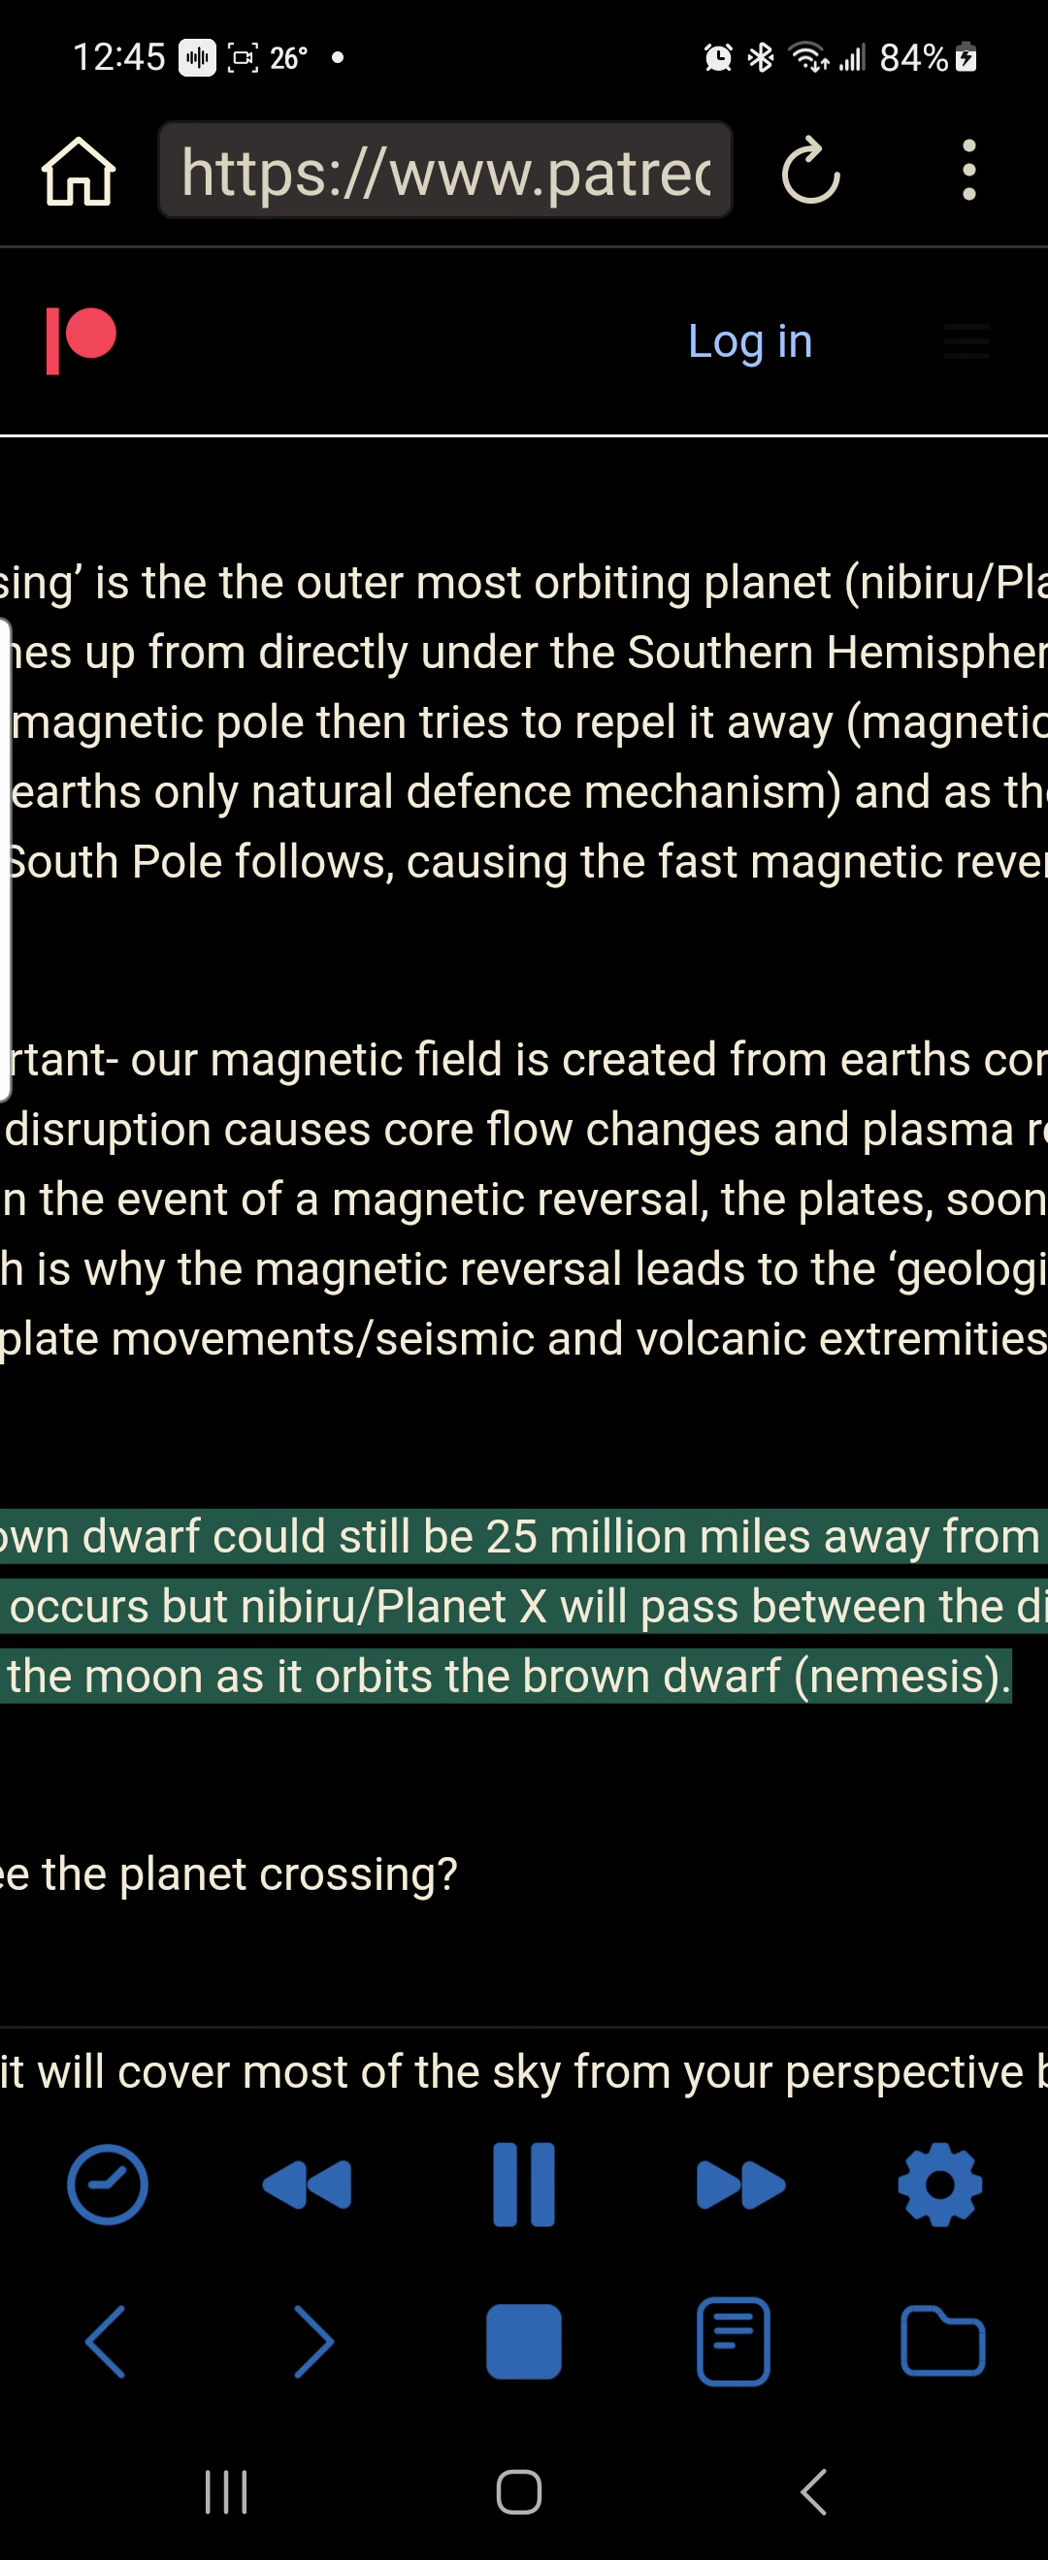 12:45 26° 84%
https://www.patreo
Log in
sing’ is the the outer most orbiting planet (nibiru/Pla
nes up from directly under the Southern Hemispher
magnetic pole then tries to repel it away (magnetic
earths only natural defence mechanism) and as the
South Pole follows, causing the fast magnetic rever
rtant- our magnetic field is created from earths cor
disruption causes core flow changes and plasma re
n the event of a magnetic reversal, the plates, soon
h is why the magnetic reversal leads to the ‘geologi
plate movements/seismic and volcanic extremities
own dwarf could still be 25 million miles away from
occurs but nibiru/Planet X will pass between the di
the moon as it orbits the brown dwarf (nemesis).
ee the planet crossing?
it will cover most of the sky from your perspective b